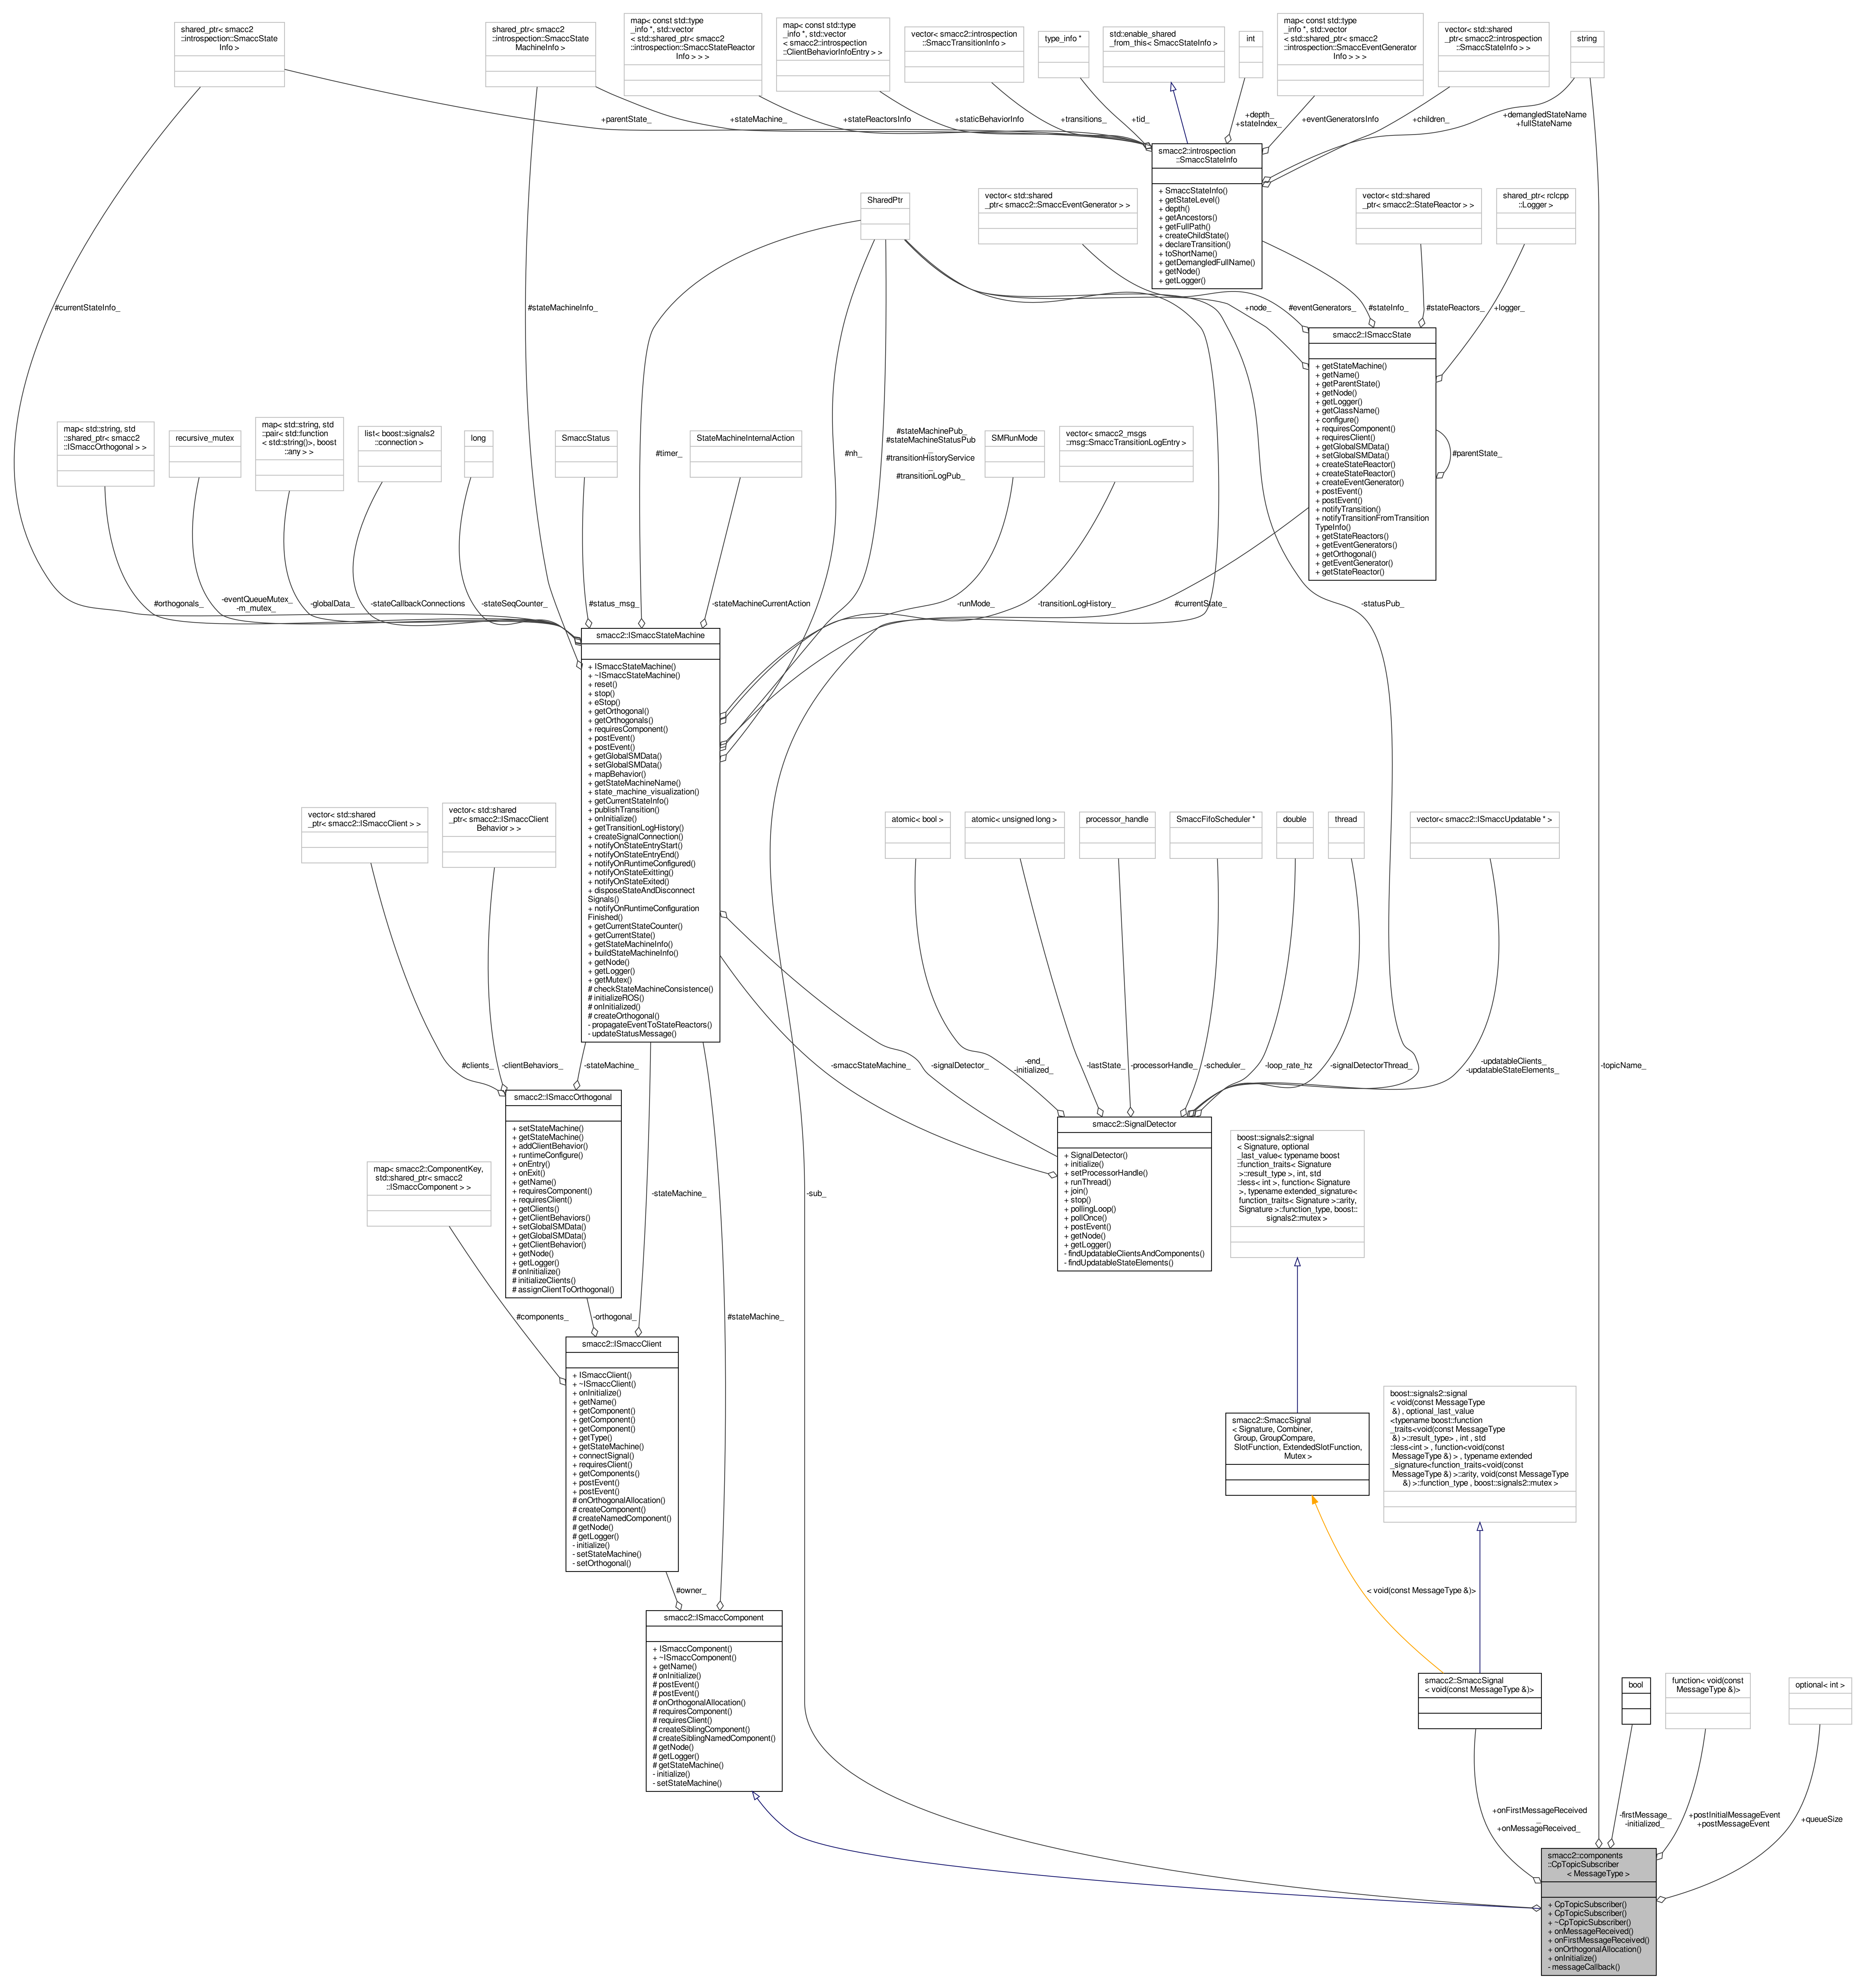 shared_ptr< smacc2
::introspection::SmaccState
Info >
shared_ptr< smacc2
::introspection::SmaccState
MachineInfo >
map< const std::type
_info *, std::vector
< std::shared_ptr< smacc2
::introspection::SmaccStateReactor
Info > > >
map< const std::type
_info *, std::vector
< smacc2::introspection
::ClientBehaviorInfoEntry > >
vector< smacc2::introspection
::SmaccTransitionInfo >
type_info *
std::enable_shared
_from_this< SmaccStateInfo >
int
map< const std::type
_info *, std::vector
< std::shared_ptr< smacc2
::introspection::SmaccEventGenerator
Info > > >
vector< std::shared
_ptr< smacc2::introspection
::SmaccStateInfo > >
string
+parentState_
+stateMachine_
+stateReactorsInfo
+staticBehaviorInfo
+transitions_
+tid_
+depth_
+stateIndex_
+eventGeneratorsInfo
+children_
+demangledStateName
+fullStateName
smacc2::introspection
::SmaccStateInfo
+ SmaccStateInfo()
+ getStateLevel()
+ depth()
+ getAncestors()
+ getFullPath()
+ createChildState()
+ declareTransition()
+ toShortName()
+ getDemangledFullName()
+ getNode()
+ getLogger()
SharedPtr
vector< std::shared
_ptr< smacc2::SmaccEventGenerator > >
vector< std::shared
_ptr< smacc2::StateReactor > >
shared_ptr< rclcpp
::Logger >
#currentStateInfo_
#stateMachineInfo_
+node_
#eventGenerators_
#stateInfo_
#stateReactors_
+logger_
smacc2::ISmaccState
+ getStateMachine()
+ getName()
+ getParentState()
+ getNode()
+ getLogger()
+ getClassName()
+ configure()
+ requiresComponent()
+ requiresClient()
+ getGlobalSMData()
+ setGlobalSMData()
+ createStateReactor()
+ createStateReactor()
+ createEventGenerator()
+ postEvent()
+ postEvent()
+ notifyTransition()
+ notifyTransitionFromTransition
TypeInfo()
+ getStateReactors()
+ getEventGenerators()
+ getOrthogonal()
+ getEventGenerator()
+ getStateReactor()
#parentState_
map< std::string, std
::shared_ptr< smacc2
::ISmaccOrthogonal > >
recursive_mutex
map< std::string, std
::pair< std::function
< std::string()>, boost
::any > >
list< boost::signals2
::connection >
long
SmaccStatus
#timer_
StateMachineInternalAction
#nh_
#stateMachinePub_
#stateMachineStatusPub
_
#transitionHistoryService
_
#transitionLogPub_
SMRunMode
vector< smacc2_msgs
::msg::SmaccTransitionLogEntry >
#orthogonals_
-eventQueueMutex_
-m_mutex_
-globalData_
-stateCallbackConnections
-stateSeqCounter_
#status_msg_
-stateMachineCurrentAction
-runMode_
-transitionLogHistory_
#currentState_
-statusPub_
smacc2::ISmaccStateMachine
+ ISmaccStateMachine()
+ ~ISmaccStateMachine()
+ reset()
+ stop()
+ eStop()
+ getOrthogonal()
+ getOrthogonals()
+ requiresComponent()
+ postEvent()
+ postEvent()
+ getGlobalSMData()
+ setGlobalSMData()
+ mapBehavior()
+ getStateMachineName()
+ state_machine_visualization()
+ getCurrentStateInfo()
+ publishTransition()
+ onInitialize()
+ getTransitionLogHistory()
+ createSignalConnection()
+ notifyOnStateEntryStart()
+ notifyOnStateEntryEnd()
+ notifyOnRuntimeConfigured()
+ notifyOnStateExitting()
+ notifyOnStateExited()
+ disposeStateAndDisconnect
Signals()
+ notifyOnRuntimeConfiguration
Finished()
+ getCurrentStateCounter()
+ getCurrentState()
+ getStateMachineInfo()
+ buildStateMachineInfo()
+ getNode()
+ getLogger()
+ getMutex()
# checkStateMachineConsistence()
# initializeROS()
# onInitialized()
# createOrthogonal()
- propagateEventToStateReactors()
- updateStatusMessage()
vector< std::shared
_ptr< smacc2::ISmaccClient > >
vector< std::shared
_ptr< smacc2::ISmaccClient
Behavior > >
atomic< bool >
atomic< unsigned long >
processor_handle
SmaccFifoScheduler *
double
thread
vector< smacc2::ISmaccUpdatable * >
#clients_
-clientBehaviors_
-stateMachine_
-smaccStateMachine_
-signalDetector_
-end_
-initialized_
-lastState_
-processorHandle_
-scheduler_
-loop_rate_hz
-signalDetectorThread_
-updatableClients_
-updatableStateElements_
-topicName_
smacc2::ISmaccOrthogonal
+ setStateMachine()
+ getStateMachine()
+ addClientBehavior()
+ runtimeConfigure()
+ onEntry()
+ onExit()
+ getName()
+ requiresComponent()
+ requiresClient()
+ getClients()
+ getClientBehaviors()
+ setGlobalSMData()
+ getGlobalSMData()
+ getClientBehavior()
+ getNode()
+ getLogger()
# onInitialize()
# initializeClients()
# assignClientToOrthogonal()
smacc2::SignalDetector
+ SignalDetector()
+ initialize()
+ setProcessorHandle()
+ runThread()
+ join()
+ stop()
+ pollingLoop()
+ pollOnce()
+ postEvent()
+ getNode()
+ getLogger()
- findUpdatableClientsAndComponents()
- findUpdatableStateElements()
boost::signals2::signal
< Signature, optional
_last_value< typename boost
::function_traits< Signature
>::result_type >, int, std
::less< int >, function< Signature
>, typename extended_signature<
function_traits< Signature >::arity,
Signature >::function_type, boost::
signals2::mutex >
map< smacc2::ComponentKey,
std::shared_ptr< smacc2
::ISmaccComponent > >
-stateMachine_
-sub_
#components_
-orthogonal_
#stateMachine_
smacc2::ISmaccClient
+ ISmaccClient()
+ ~ISmaccClient()
+ onInitialize()
+ getName()
+ getComponent()
+ getComponent()
+ getComponent()
+ getType()
+ getStateMachine()
+ connectSignal()
+ requiresClient()
+ getComponents()
+ postEvent()
+ postEvent()
# onOrthogonalAllocation()
# createComponent()
# createNamedComponent()
# getNode()
# getLogger()
- initialize()
- setStateMachine()
- setOrthogonal()
smacc2::SmaccSignal
< Signature, Combiner,
Group, GroupCompare,
SlotFunction, ExtendedSlotFunction,
Mutex >
boost::signals2::signal
< void(const MessageType
&) , optional_last_value
<typename boost::function
_traits<void(const MessageType
&) >::result_type> , int , std
::less<int > , function<void(const
MessageType &) > , typename extended
_signature<function_traits<void(const
MessageType &) >::arity, void(const MessageType
&) >::function_type , boost::signals2::mutex >
#owner_
< void(const MessageType &)>
smacc2::ISmaccComponent
+ ISmaccComponent()
+ ~ISmaccComponent()
+ getName()
# onInitialize()
# postEvent()
# postEvent()
# onOrthogonalAllocation()
# requiresComponent()
# requiresClient()
# createSiblingComponent()
# createSiblingNamedComponent()
# getNode()
# getLogger()
# getStateMachine()
- initialize()
- setStateMachine()
smacc2::SmaccSignal
< void(const MessageType &)>
bool
function< void(const
MessageType &)>
optional< int >
+onFirstMessageReceived
_
+onMessageReceived_
-firstMessage_
-initialized_
+postInitialMessageEvent
+postMessageEvent
+queueSize
smacc2::components
::CpTopicSubscriber
< MessageType >
+ CpTopicSubscriber()
+ CpTopicSubscriber()
+ ~CpTopicSubscriber()
+ onMessageReceived()
+ onFirstMessageReceived()
+ onOrthogonalAllocation()
+ onInitialize()
- messageCallback()